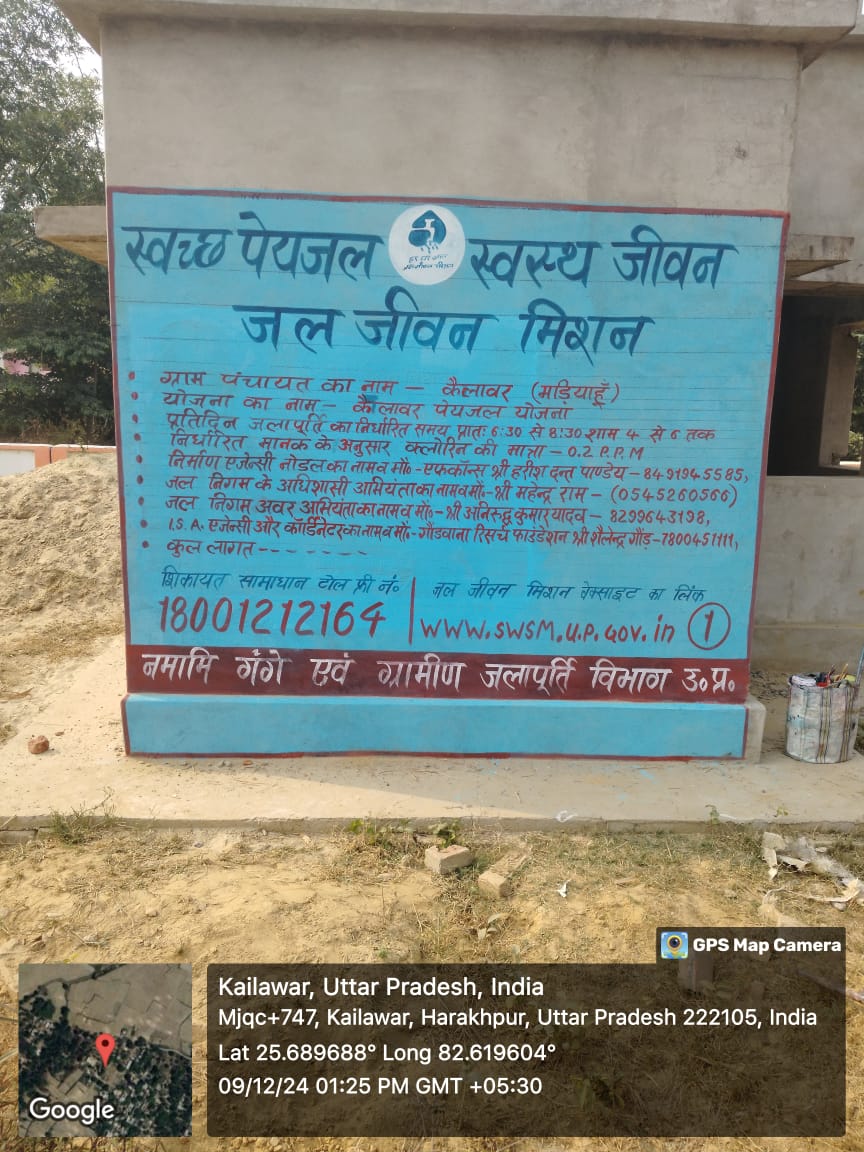 स्वच्छ पेयजल स्वस्थ जीवन
जल जीवन मिशन
ग्राम पंचायत का नाम – कैलावर (मड़ियाहूँ)
योजना का नाम – कैलावर पेयजल योजना
प्रतिदिन जलापूर्ति का निर्धारित समय प्रातः 6:30 से 8:30 शाम 4 से 6 तक
निर्धारित मानक के अनुसार क्लोरिन की मात्रा – 0.2 P.P.M
निर्माण एजेन्सी नोडल का नाम व मो०-एफकॉन्स श्री हरीश दत्त पाण्डेय – 8491945585,
जल निगम के अधिशासी अभियंता का नाम व मो.- श्री महेन्द्र राम – (0545260566)
जल निगम अवर अभियंता का नाम व मो० - श्री अनिरुद्ध कुमार यादव - 8299643198,
I.S.A. एजेन्सी और कॉर्डिनेटर का नाम व मो०- गौंडवाना रिसर्च फाउंडेशन श्री शैलेन्द्र गौंड़-7800451111,
कुल लागत - - - - - - -
शिकायत सामाधान टोल फ्री नं०
18001212164
जल जीवन मिशन वेबसाइट का लिंक
www.swsm.u.p.gov.in 1
नमामि गंगे एवं ग्रामीण जलापूर्ति विभाग उ०प्र०
GPS Map Camera
Kailawar, Uttar Pradesh, India
Mjqc+747, Kailawar, Harakhpur, Uttar Pradesh 222105, India
Lat 25.689688° Long 82.619604°
09/12/24 01:25 PM GMT +05:30
Google